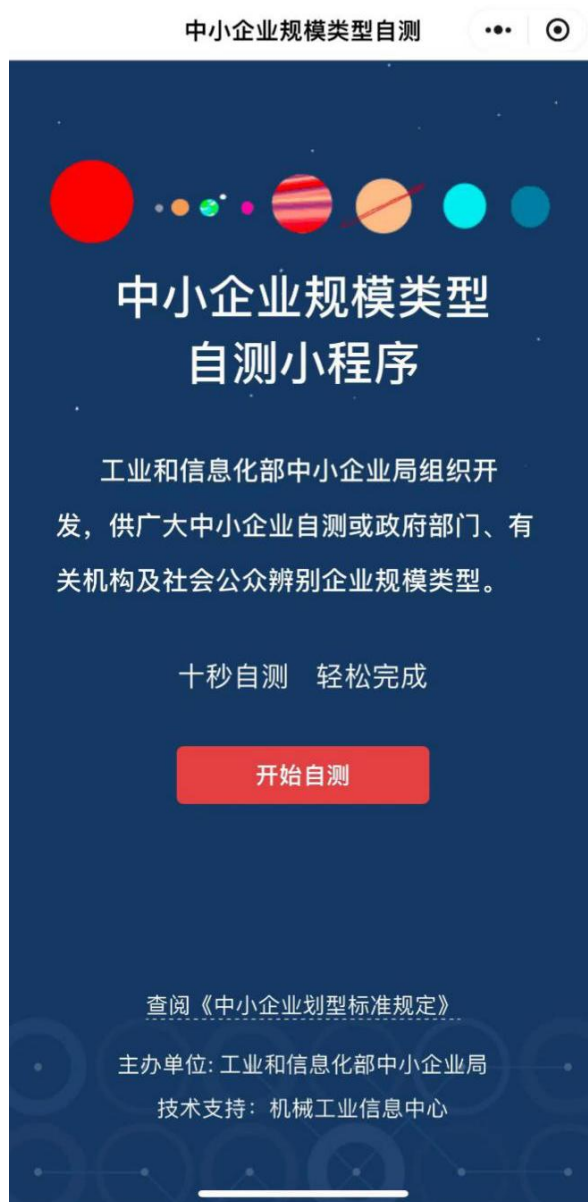 中小企业规模类型自测
中小企业规模类型
自测小程序
工业和信息化部中小企业局组织开
发，供广大中小企业自测或政府部门、有
关机构及社会公众辨别企业规模类型。
十秒自测 轻松完成
开始自测
查阅《中小企业划型标准规定》
主办单位: 工业和信息化部中小企业局
技术支持：机械工业信息中心